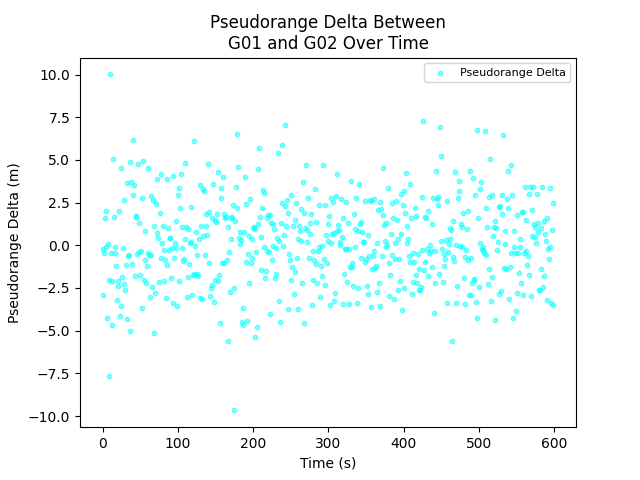 Pseudorange Delta Between
G01 and G02 Over Time
Pseudorange Delta
10.0
7.5
5.0
2.5
0.0
−2.5
−5.0
−7.5
−10.0
Pseudorange Delta (m)
0 100 200 300 400 500 600
Time (s)